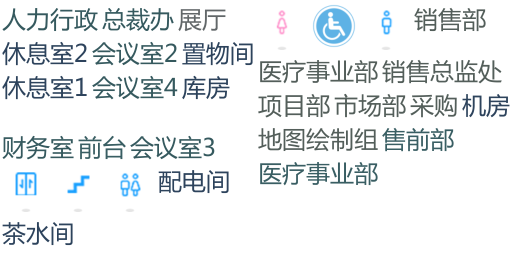 人力行政 总裁办 展厅
休息室2 会议室2 置物间
休息室1 会议室4 库房
财务室 前台 会议室3
配电间
茶水间
销售部
医疗事业部 销售总监处
项目部 市场部 采购 机房
地图绘制组 售前部
医疗事业部